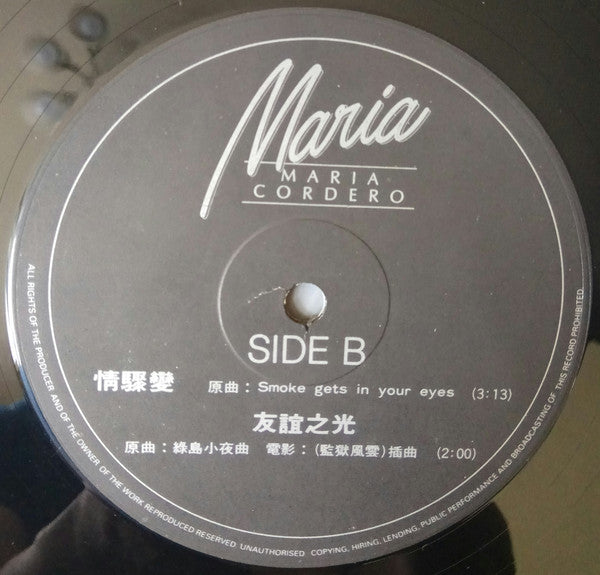 Maria
MARIA
CORDERO
SIDE B
情驟變 原曲：Smoke gets in your eyes (3:13)
友誼之光
原曲：綠島小夜曲 電影：(監獄風雲)插曲 (2:00)
ALL RIGHTS OF THE PRODUCER AND OF THE OWNER OF THE WORK REPRODUCED RESERVED. UNAUTHORISED COPYING, HIRING, LENDING, PUBLIC PERFORMANCE AND BROADCASTING OF THIS RECORD PROHIBITED.